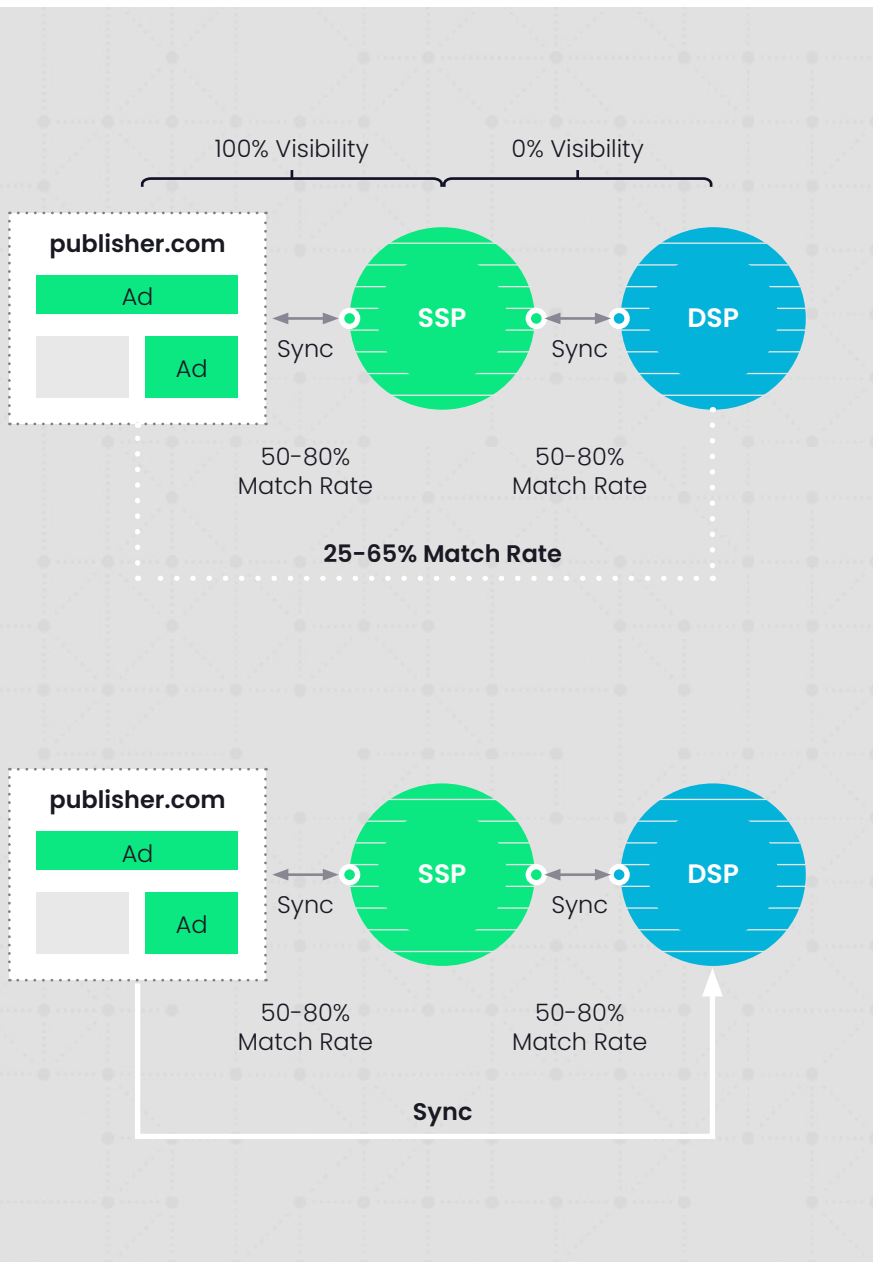 100% Visibility
0% Visibility
publisher.com
Ad
Ad
Sync
SSP
Sync
DSP
50-80%
Match Rate
50-80%
Match Rate
25-65% Match Rate
publisher.com
Ad
Ad
Sync
SSP
Sync
DSP
50-80%
Match Rate
50-80%
Match Rate
Sync